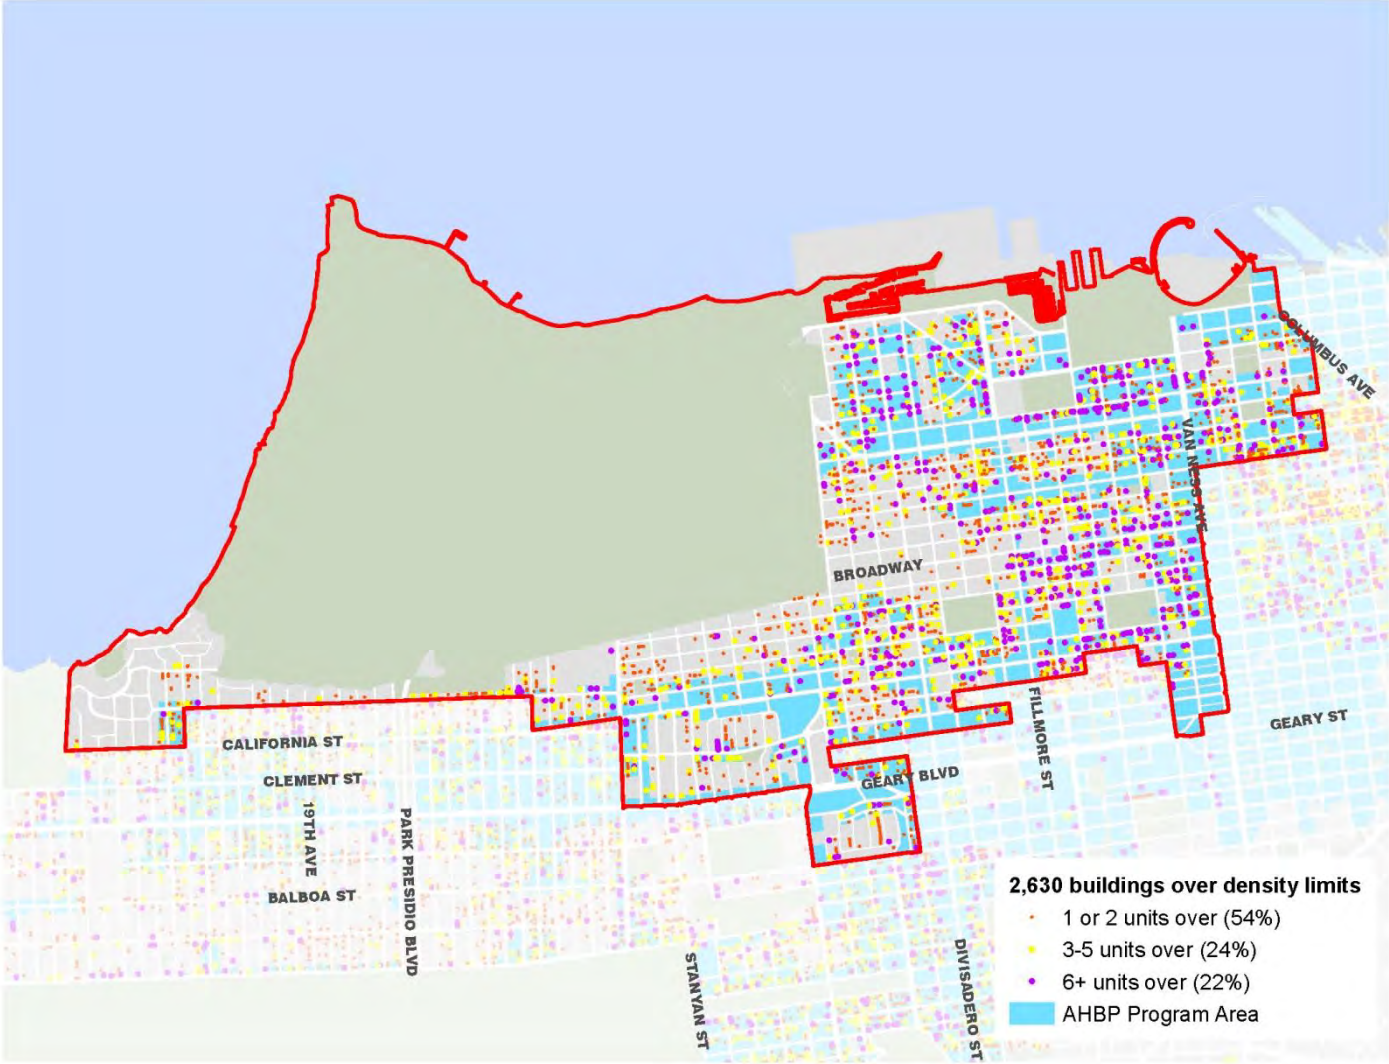 COLUMBUS AVE
VAN NESS AVE
BROADWAY
CALIFORNIA ST
CLEMENT ST
19TH AVE
PARK PRESIDIO BLVD
BALBOA ST
FILLMORE ST
GEARY ST
GEARY BLVD
STANYAN ST
DIVISADERO ST
2,630 buildings over density limits
1 or 2 units over (54%)
3-5 units over (24%)
6+ units over (22%)
AHBP Program Area